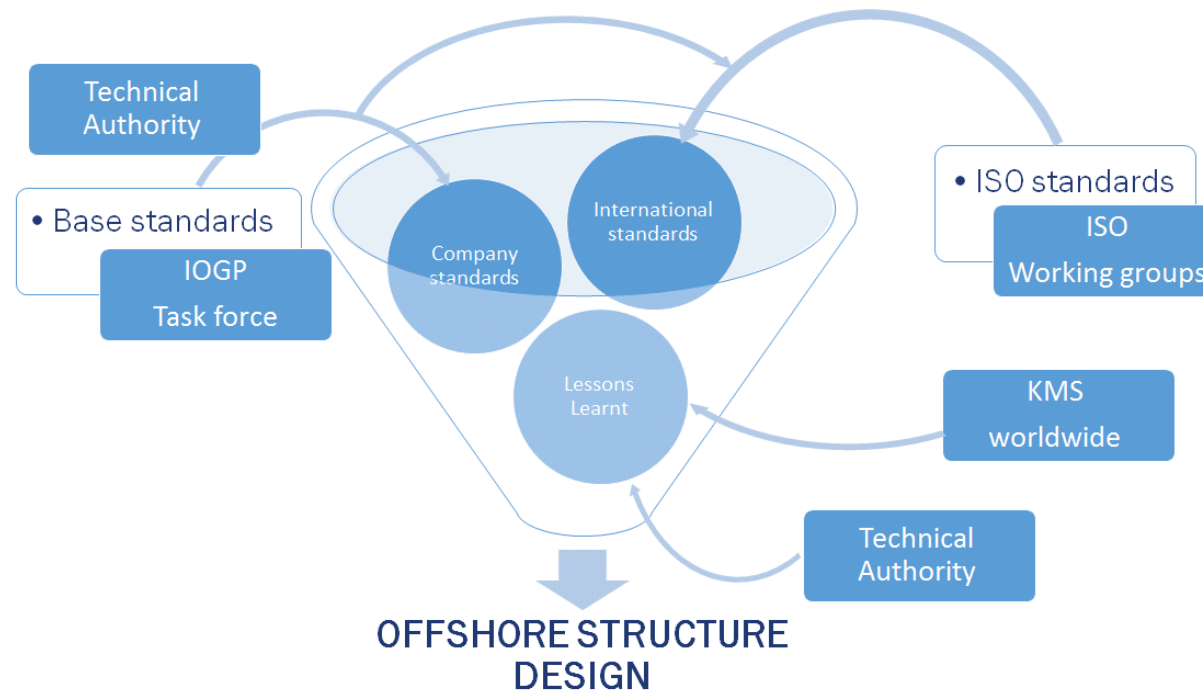 Technical
Authority
• Base standards
IOGP
Task force
Company
standards
International
standards
Lessons
Learnt
• ISO standards
ISO
Working groups
KMS
worldwide
Technical
Authority
OFFSHORE STRUCTURE
DESIGN